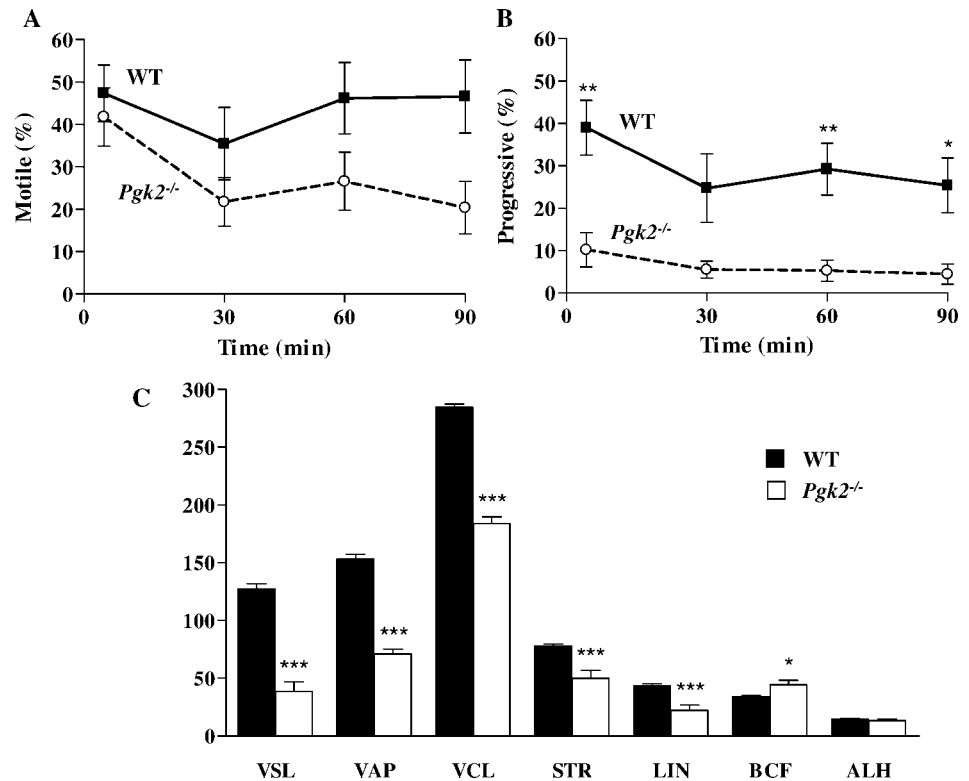 A
Motile (%)
60
50
40
30
20
10
0
WT
Pgk2-/-
0 30 60 90
Time (min)
B
Progressive (%)
60
50
40
30
20
10
0
** ** *
WT
Pgk2-/-
0 30 60 90
Time (min)
C
300
250
200
150
100
50
0
WT
Pgk2-/-
*** *** *** *** *** *
VSL VAP VCL STR LIN BCF ALH